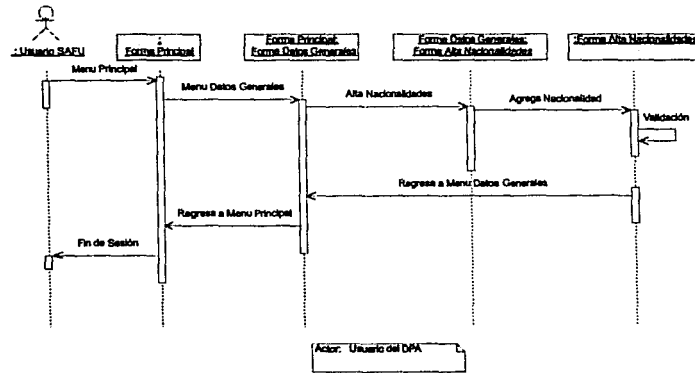 : Usuario SAFU
:
Forma Principal
Forma Principal:
Forma Datos Generales
Forma Datos Generales:
Forma Alta Nacionalidades
:Forma Alta Nacionalidades
Menu Principal
Menu Datos Generales
Alta Nacionalidades
Agrega Nacionalidad
Validación
Regresa a Menu Datos Generales
Regresa a Menu Principal
Fin de Sesión
Actor: Usuario del DPA